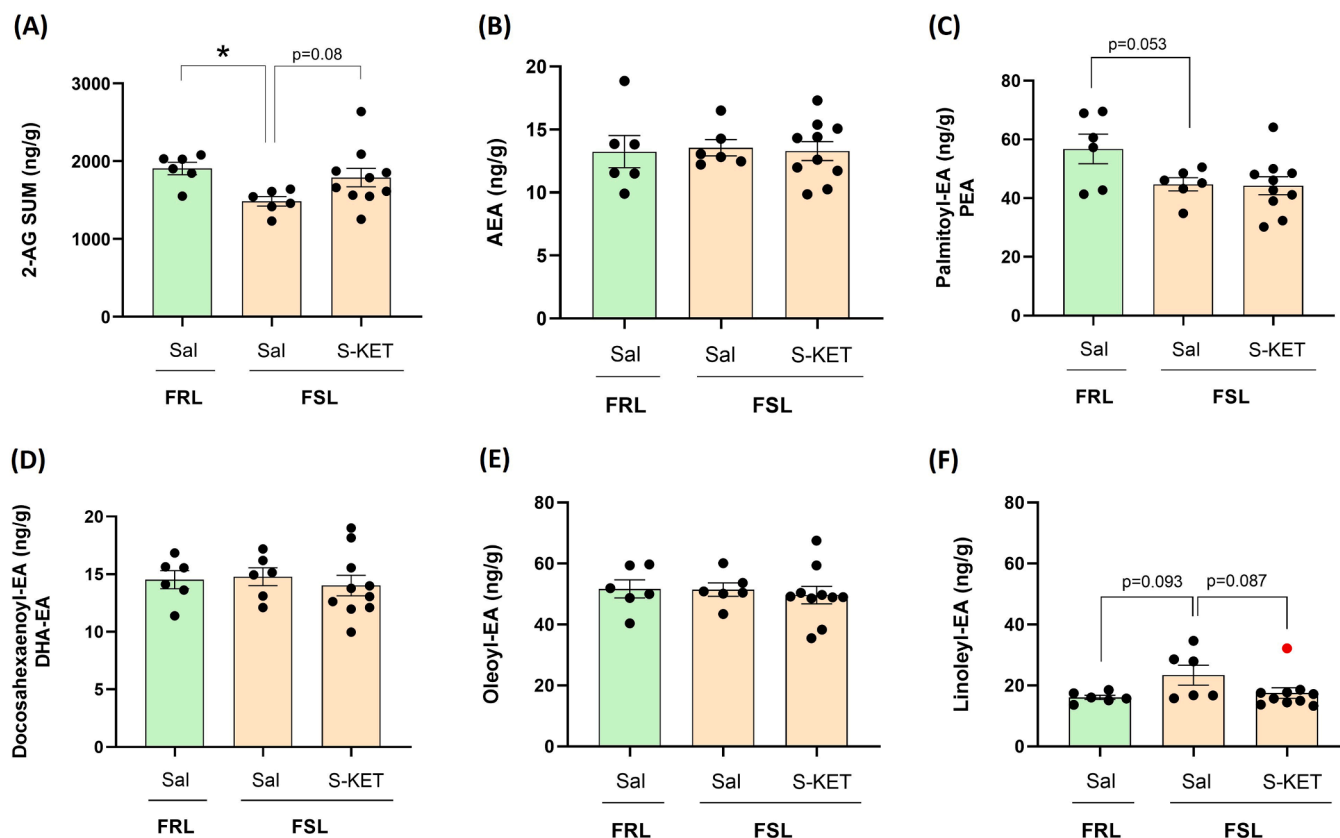 (A)
*
p=0.08
2-AG SUM (ng/g)
3000
2000
1000
0
Sal
Sal
S-KET
FRL
FSL
(B)
AEA (ng/g)
20
15
10
5
0
Sal
Sal
S-KET
FRL
FSL
(C)
p=0.053
Palmitoyl-EA (ng/g)
PEA
80
60
40
20
0
Sal
Sal
S-KET
FRL
FSL
(D)
Docosahexaenoyl-EA (ng/g)
DHA-EA
20
15
10
5
0
Sal
Sal
S-KET
FRL
FSL
(E)
Oleoyl-EA (ng/g)
80
60
40
20
0
Sal
Sal
S-KET
FRL
FSL
(F)
p=0.093
p=0.087
Linoleyl-EA (ng/g)
80
60
40
20
0
Sal
Sal
S-KET
FRL
FSL